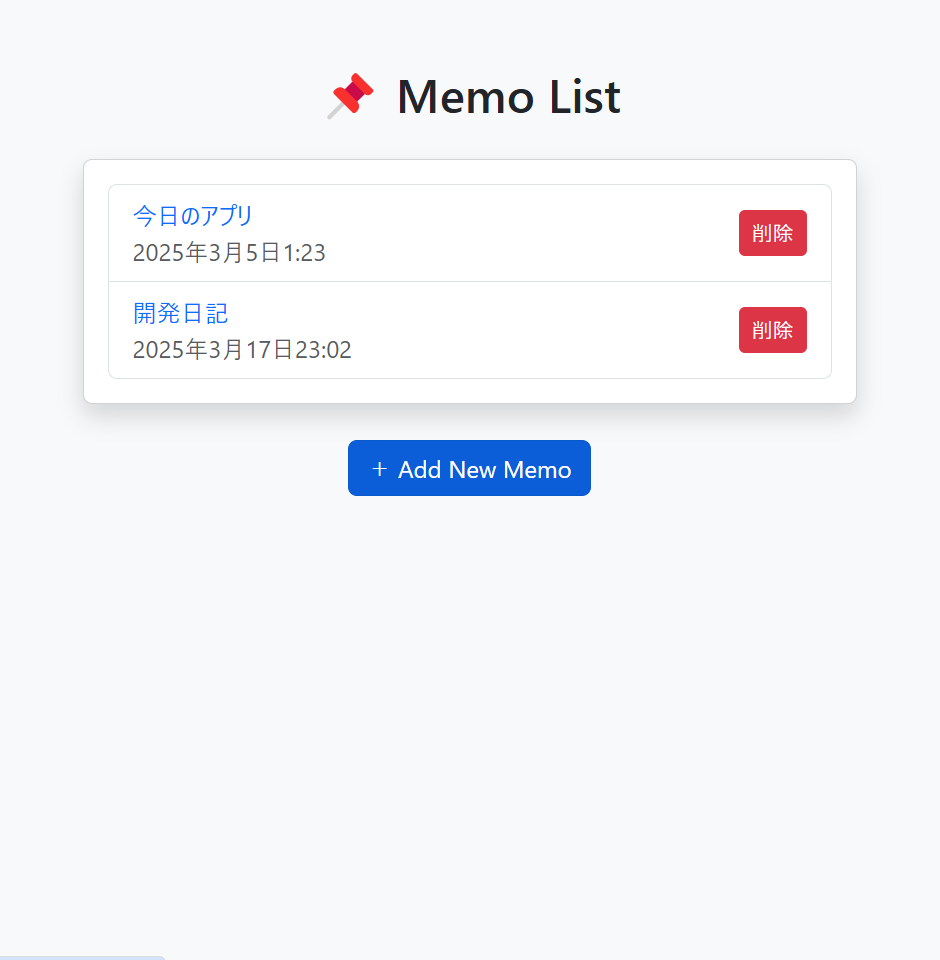 Memo List
今日のアプリ
2025年3月5日1:23
削除
開発日記
2025年3月17日23:02
削除
+ Add New Memo